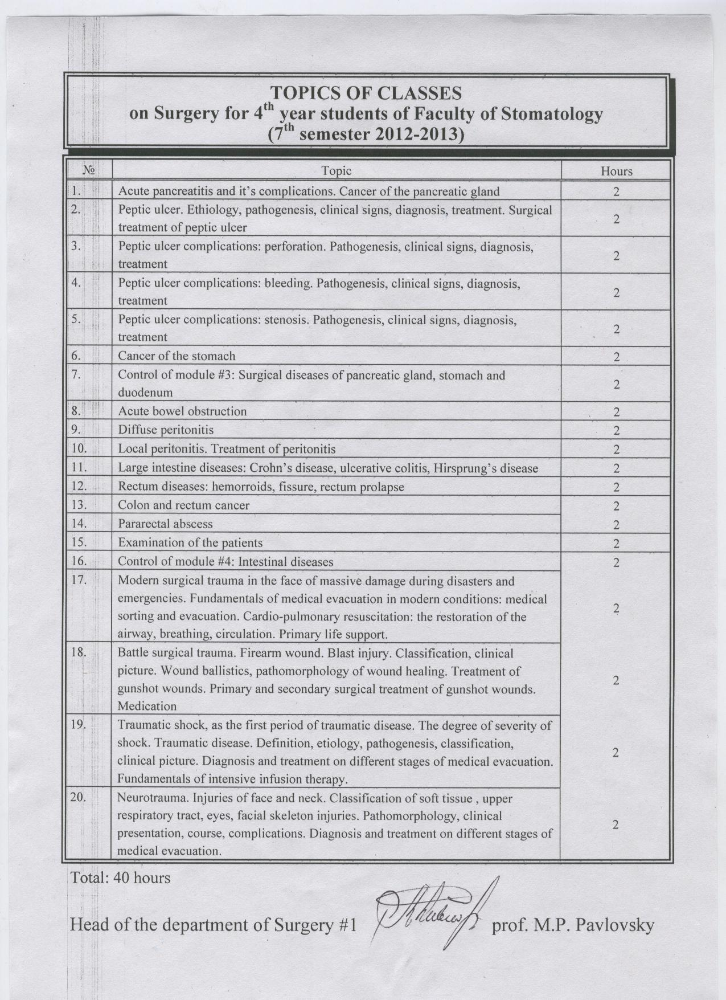 TOPICS OF CLASSES
on Surgery for 4th year students of Faculty of Stomatology
(7th semester 2012-2013)
№ Topic Hours
1. Acute pancreatitis and it’s complications. Cancer of the pancreatic gland 2
2. Peptic ulcer. Ethiology, pathogenesis, clinical signs, diagnosis, treatment. Surgical
treatment of peptic ulcer 2
3. Peptic ulcer complications: perforation. Pathogenesis, clinical signs, diagnosis,
treatment 2
4. Peptic ulcer complications: bleeding. Pathogenesis, clinical signs, diagnosis,
treatment 2
5. Peptic ulcer complications: stenosis. Pathogenesis, clinical signs, diagnosis,
treatment 2
6. Cancer of the stomach 2
7. Control of module #3: Surgical diseases of pancreatic gland, stomach and
duodenum 2
8. Acute bowel obstruction 2
9. Diffuse peritonitis 2
10. Local peritonitis. Treatment of peritonitis 2
11. Large intestine diseases: Crohn’s disease, ulcerative colitis, Hirsprung’s disease 2
12. Rectum diseases: hemorroids, fissure, rectum prolapse 2
13. Colon and rectum cancer 2
14. Pararectal abscess 2
15. Examination of the patients 2
16. Control of module #4: Intestinal diseases 2
17. Modern surgical trauma in the face of massive damage during disasters and
emergencies. Fundamentals of medical evacuation in modern conditions: medical
sorting and evacuation. Cardio-pulmonary resuscitation: the restoration of the
airway, breathing, circulation. Primary life support. 2
18. Battle surgical trauma. Firearm wound. Blast injury. Classification, clinical
picture. Wound ballistics, pathomorphology of wound healing. Treatment of
gunshot wounds. Primary and secondary surgical treatment of gunshot wounds.
Medication 2
19. Traumatic shock, as the first period of traumatic disease. The degree of severity of
shock. Traumatic disease. Definition, etiology, pathogenesis, classification,
clinical picture. Diagnosis and treatment on different stages of medical evacuation.
Fundamentals of intensive infusion therapy. 2
20. Neurotrauma. Injuries of face and neck. Classification of soft tissue , upper
respiratory tract, eyes, facial skeleton injuries. Pathomorphology, clinical
presentation, course, complications. Diagnosis and treatment on different stages of
medical evacuation. 2
Total: 40 hours
Head of the department of Surgery #1 prof. M.P. Pavlovsky